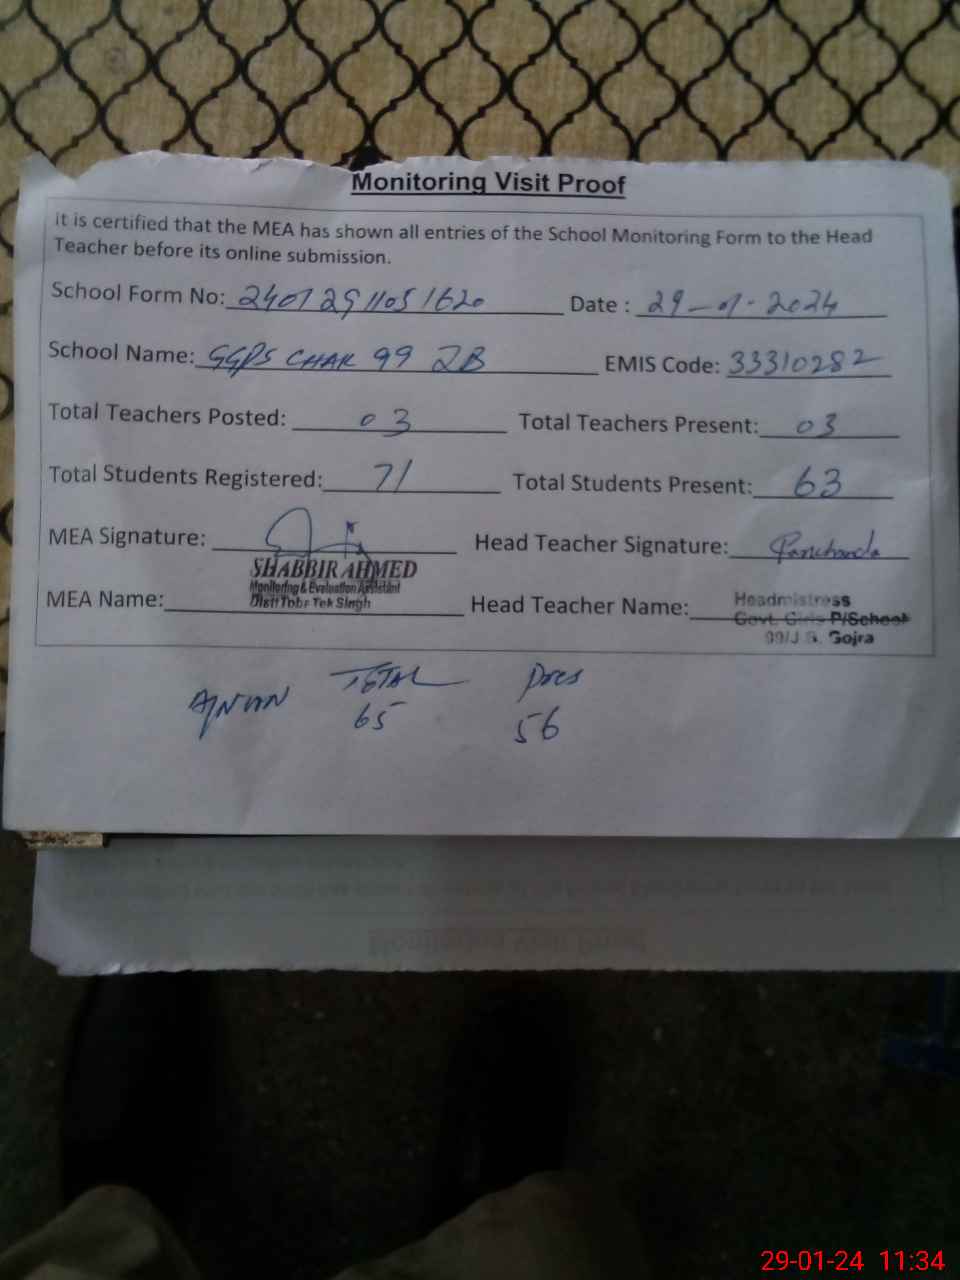 Monitoring Visit Proof
It is certified that the MEA has shown all entries of the School Monitoring Form to the Head
Teacher before its online submission.
School Form No: 24012911051620 Date : 29-01-2024
School Name: GGPS CHAK 99 JB EMIS Code: 33310282
Total Teachers Posted: 03 Total Teachers Present: 03
Total Students Registered: 71 Total Students Present: 63
MEA Signature: Head Teacher Signature:
SHABBIR AHMED
Monitoring & Evaluation Assistant
MEA Name: Distt Toba Tek Singh Head Teacher Name: Headmistress
Govt. Girls P/School
99/J.B. Gojra
TOTAL Pres
65 56
29-01-24 11:34